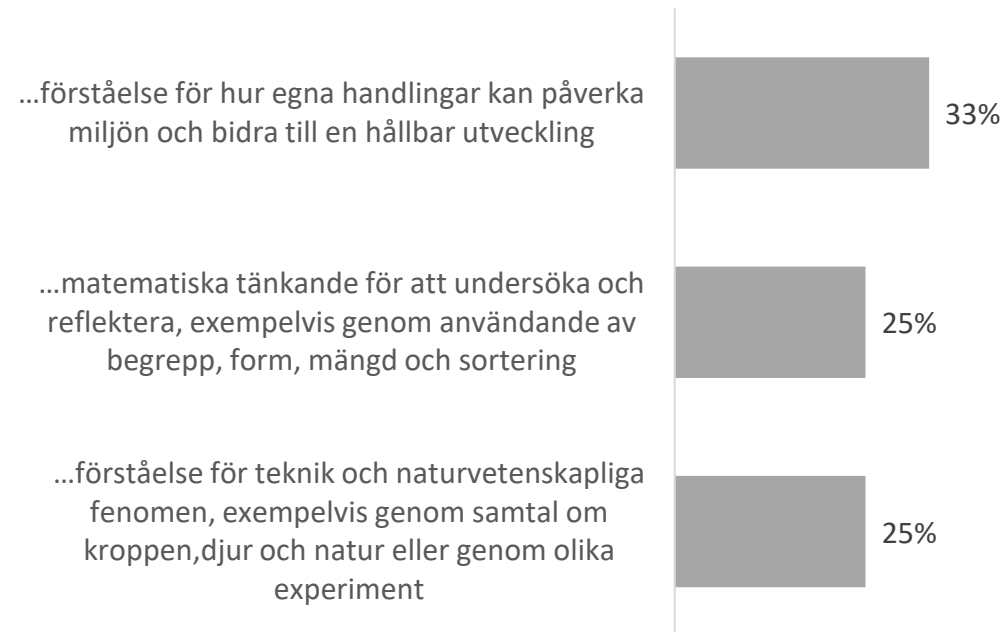 ...förståelse för hur egna handlingar kan påverka
miljön och bidra till en hållbar utveckling
33%
...matematiska tänkande för att undersöka och
reflektera, exempelvis genom användande av
begrepp, form, mängd och sortering
25%
...förståelse för teknik och naturvetenskapliga
fenomen, exempelvis genom samtal om
kroppen,djur och natur eller genom olika
experiment
25%